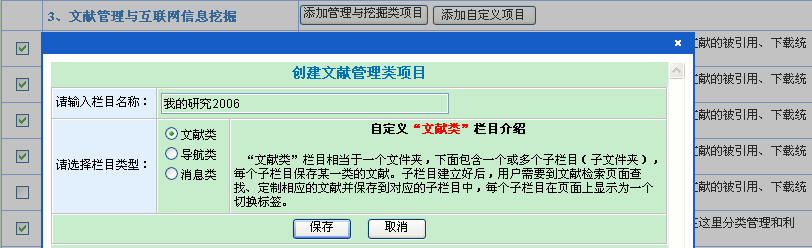 3、文献管理与互联网信息挖掘 添加管理与挖掘类项目 添加自定义项目
文献的被引用、下载统
×
创建文献管理类项目
请输入栏目名称： 我的研究2006
文献的被引用、下载统
文献的被引用、下载统
请选择栏目类型：
文献类
导航类
消息类
自定义“文献类”栏目介绍
“文献类”栏目相当于一个文件夹，下面包含一个或多个子栏目（子文件夹），
每个子栏目保存某一类的文献。子栏目建立好后，用户需要到文献检索页面查
找、定制相应的文献并保存到对应的子栏目中，每个子栏目在页面上显示为一个
切换标签。
文献的被引用、下载统
文献的被引用、下载统
保存 取消
在这里分类管理和利